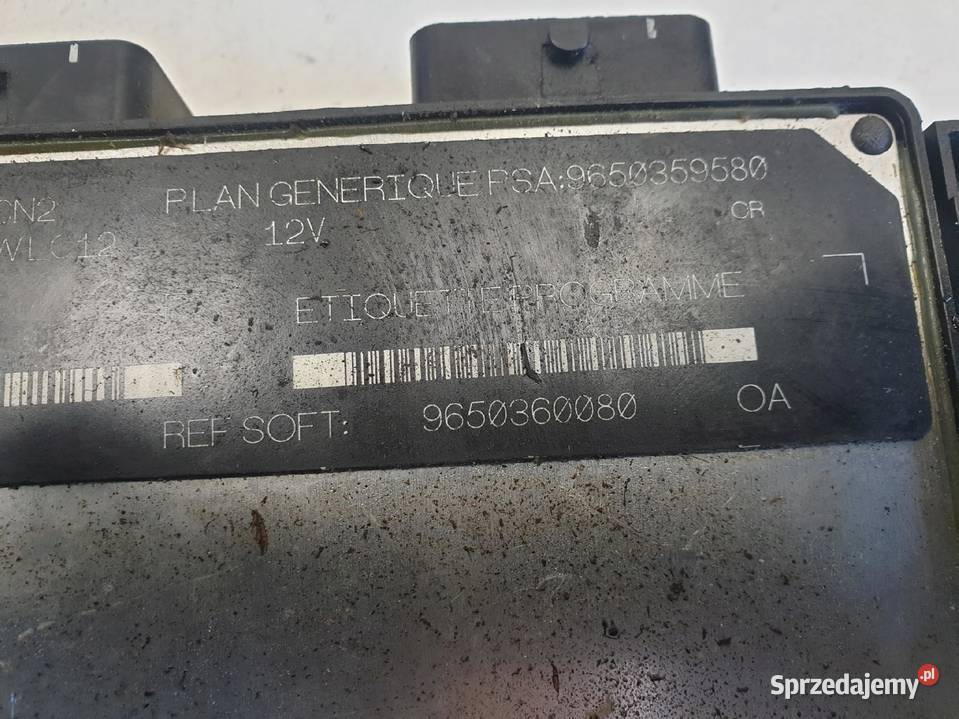 PLAN GENERIQUE PSA:9650359580
CN2 12V CR
WLC12
ETIQUETTE PROGRAMME
REF SOFT: 9650360080 OA
Sprzedajemy.pl